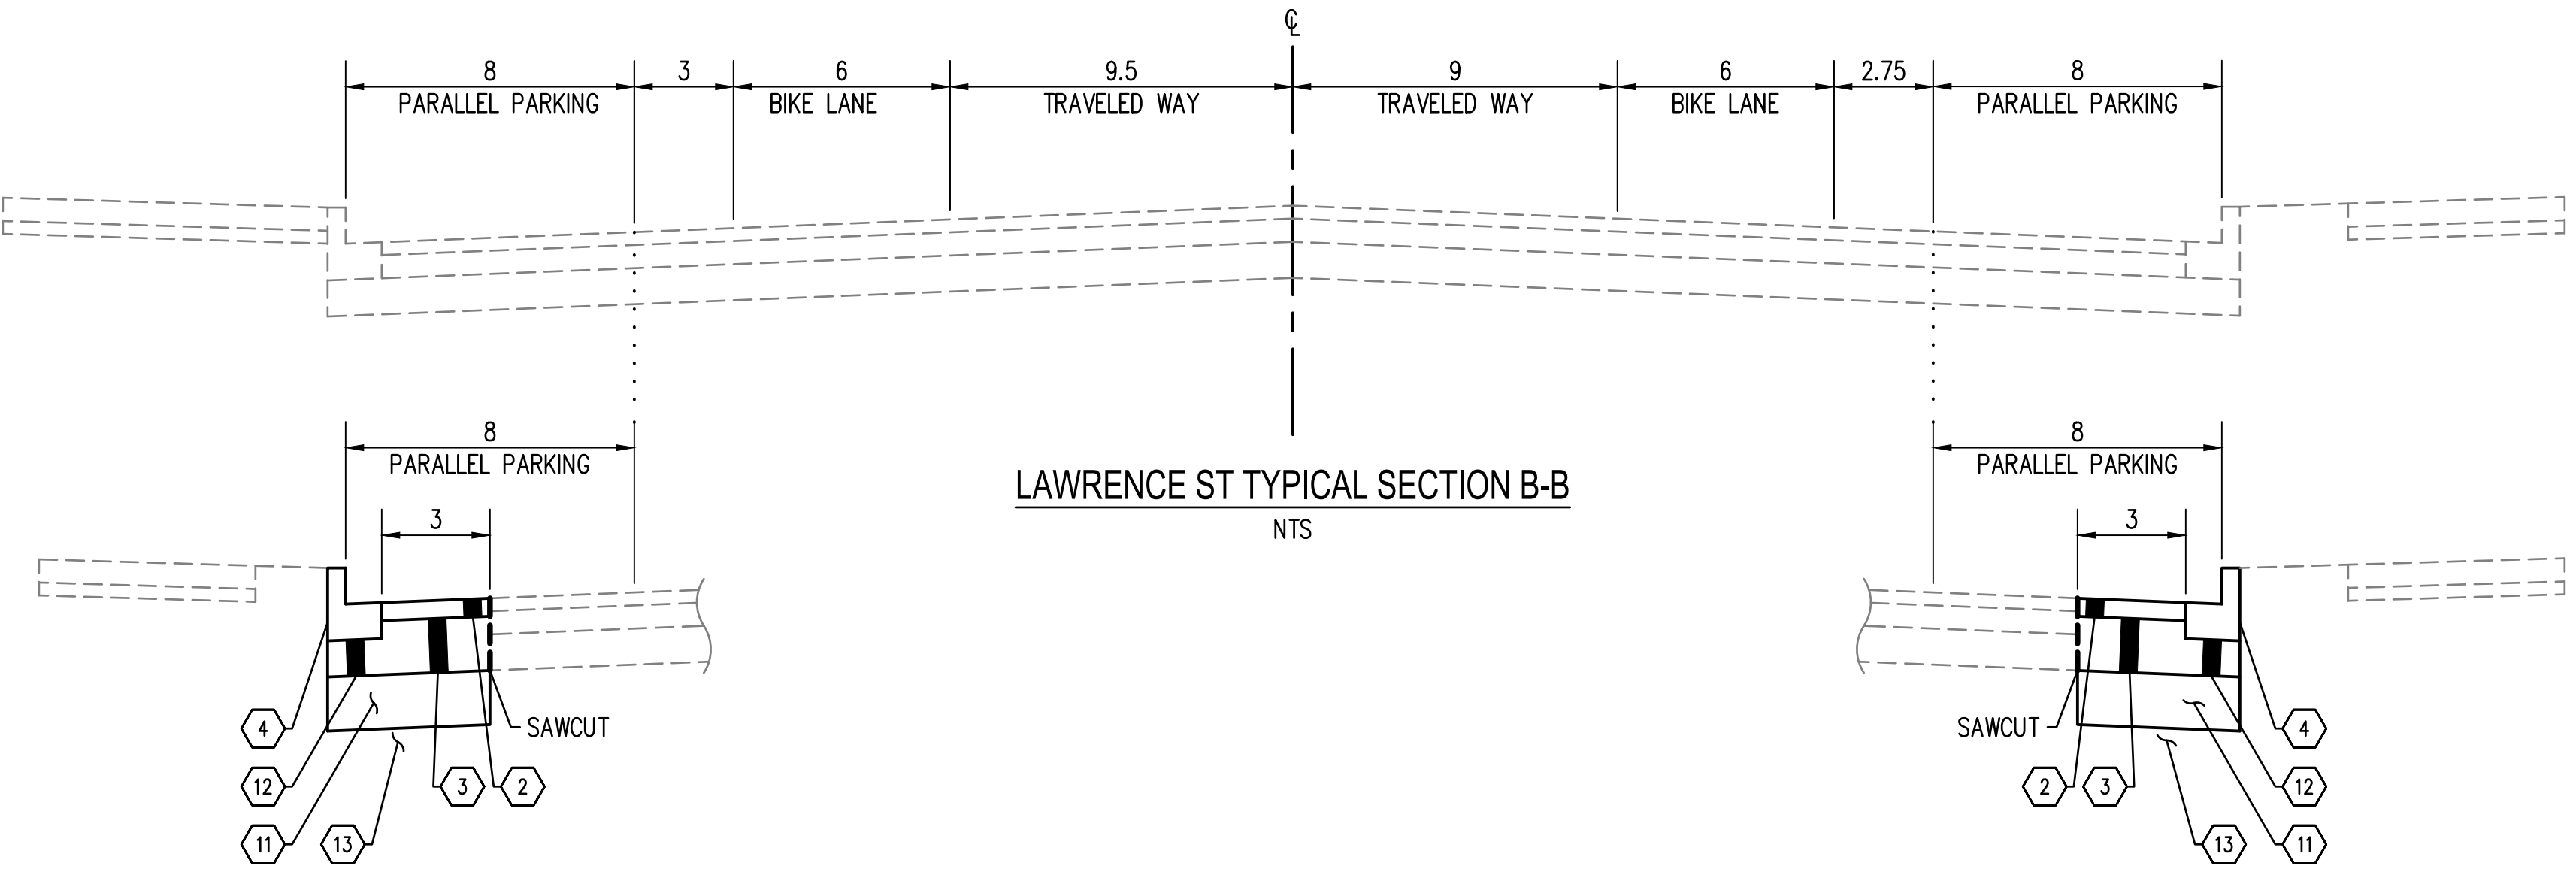 ℄
8
3
6
9.5
9
6
2.75
8
PARALLEL PARKING
BIKE LANE
TRAVELED WAY
TRAVELED WAY
BIKE LANE
PARALLEL PARKING
8
PARALLEL PARKING
8
PARALLEL PARKING
LAWRENCE ST TYPICAL SECTION B-B
NTS
3
3
4
SAWCUT
12
3
2
11
13
SAWCUT
4
2
3
12
13
11